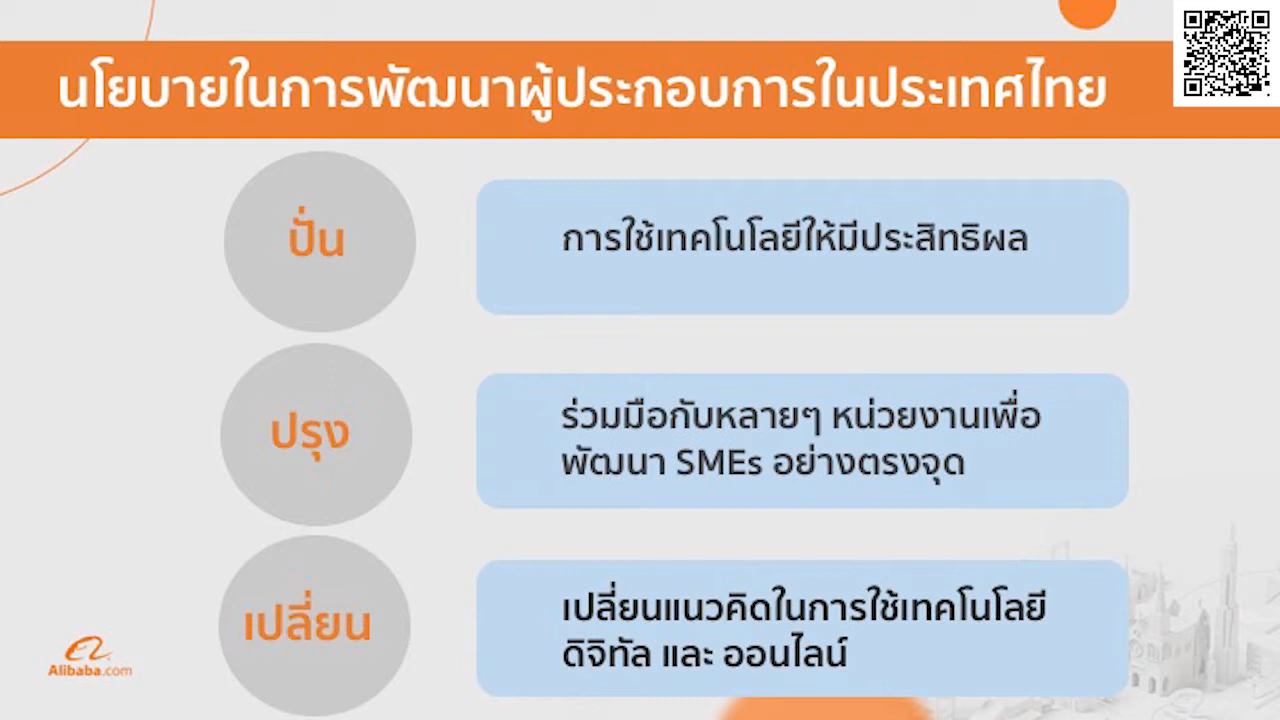 นโยบายในการพัฒนาผู้ประกอบการในประเทศไทย
ปั่น
การใช้เทคโนโลยีให้มีประสิทธิผล
ปรุง
ร่วมมือกับหลายๆ หน่วยงานเพื่อ
พัฒนา SMEs อย่างตรงจุด
เปลี่ยน
เปลี่ยนแนวคิดในการใช้เทคโนโลยี
ดิจิทัล และ ออนไลน์
Alibaba.com